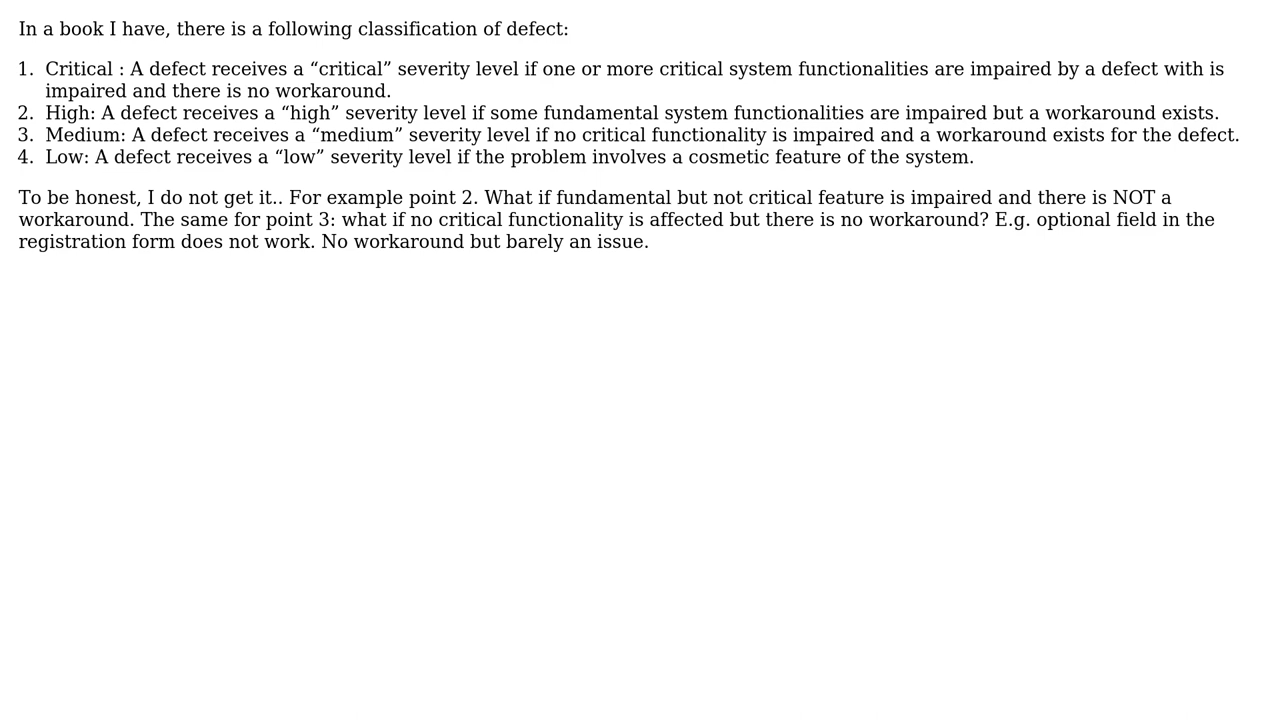 In a book I have, there is a following classification of defect:
1. Critical : A defect receives a “critical” severity level if one or more critical system functionalities are impaired by a defect with is
impaired and there is no workaround.
2. High: A defect receives a “high” severity level if some fundamental system functionalities are impaired but a workaround exists.
3. Medium: A defect receives a “medium” severity level if no critical functionality is impaired and a workaround exists for the defect.
4. Low: A defect receives a “low” severity level if the problem involves a cosmetic feature of the system.
To be honest, I do not get it.. For example point 2. What if fundamental but not critical feature is impaired and there is NOT a
workaround. The same for point 3: what if no critical functionality is affected but there is no workaround? E.g. optional field in the
registration form does not work. No workaround but barely an issue.